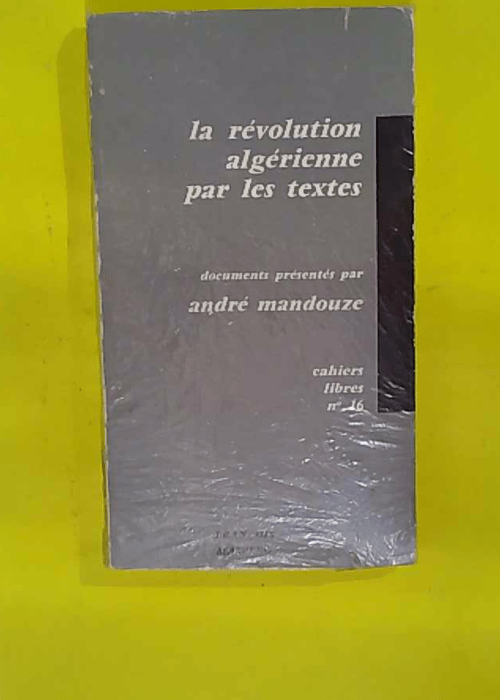 la révolution
algérienne
par les textes
documents présentés par
andré mandouze
cahiers
libres
n° 16